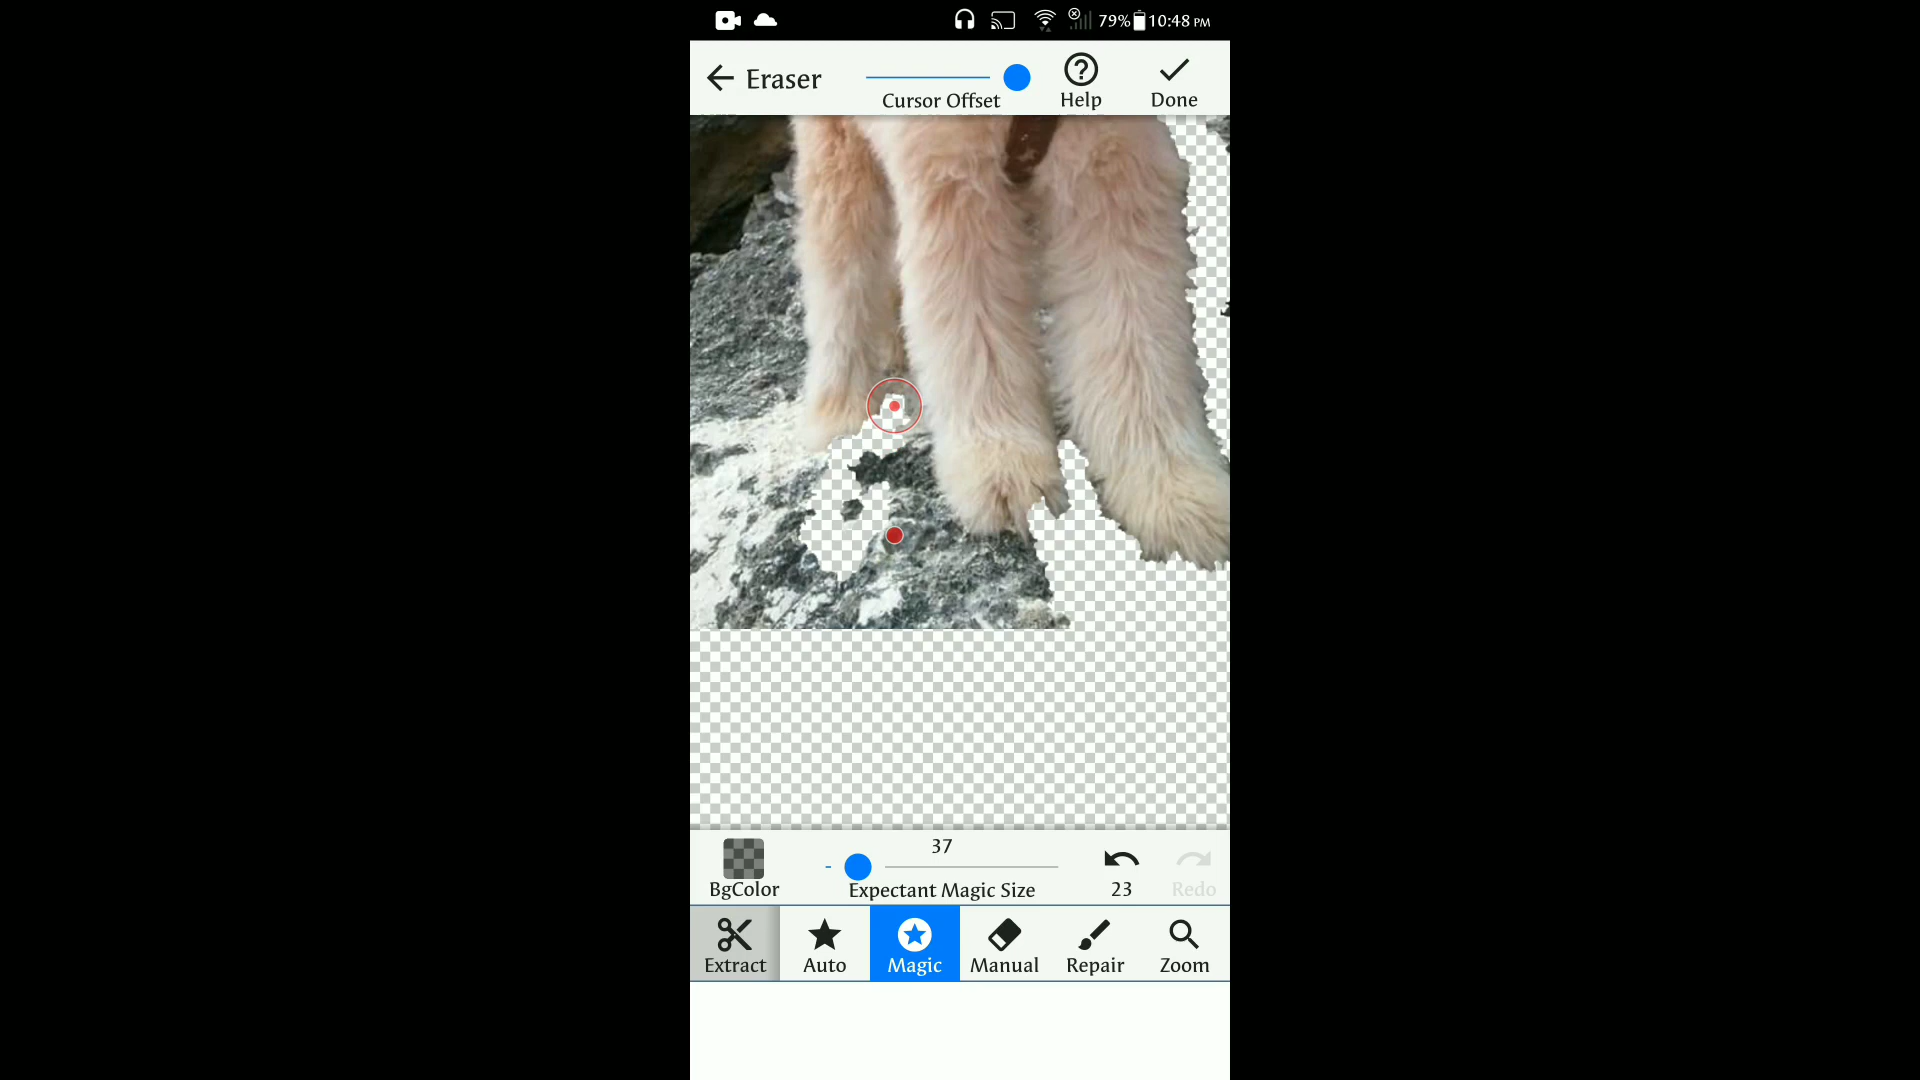 79% 10:48 PM
Eraser
Cursor Offset
Help
Done
37
BgColor
Expectant Magic Size
23
Redo
Extract
Auto
Magic
Manual
Repair
Zoom